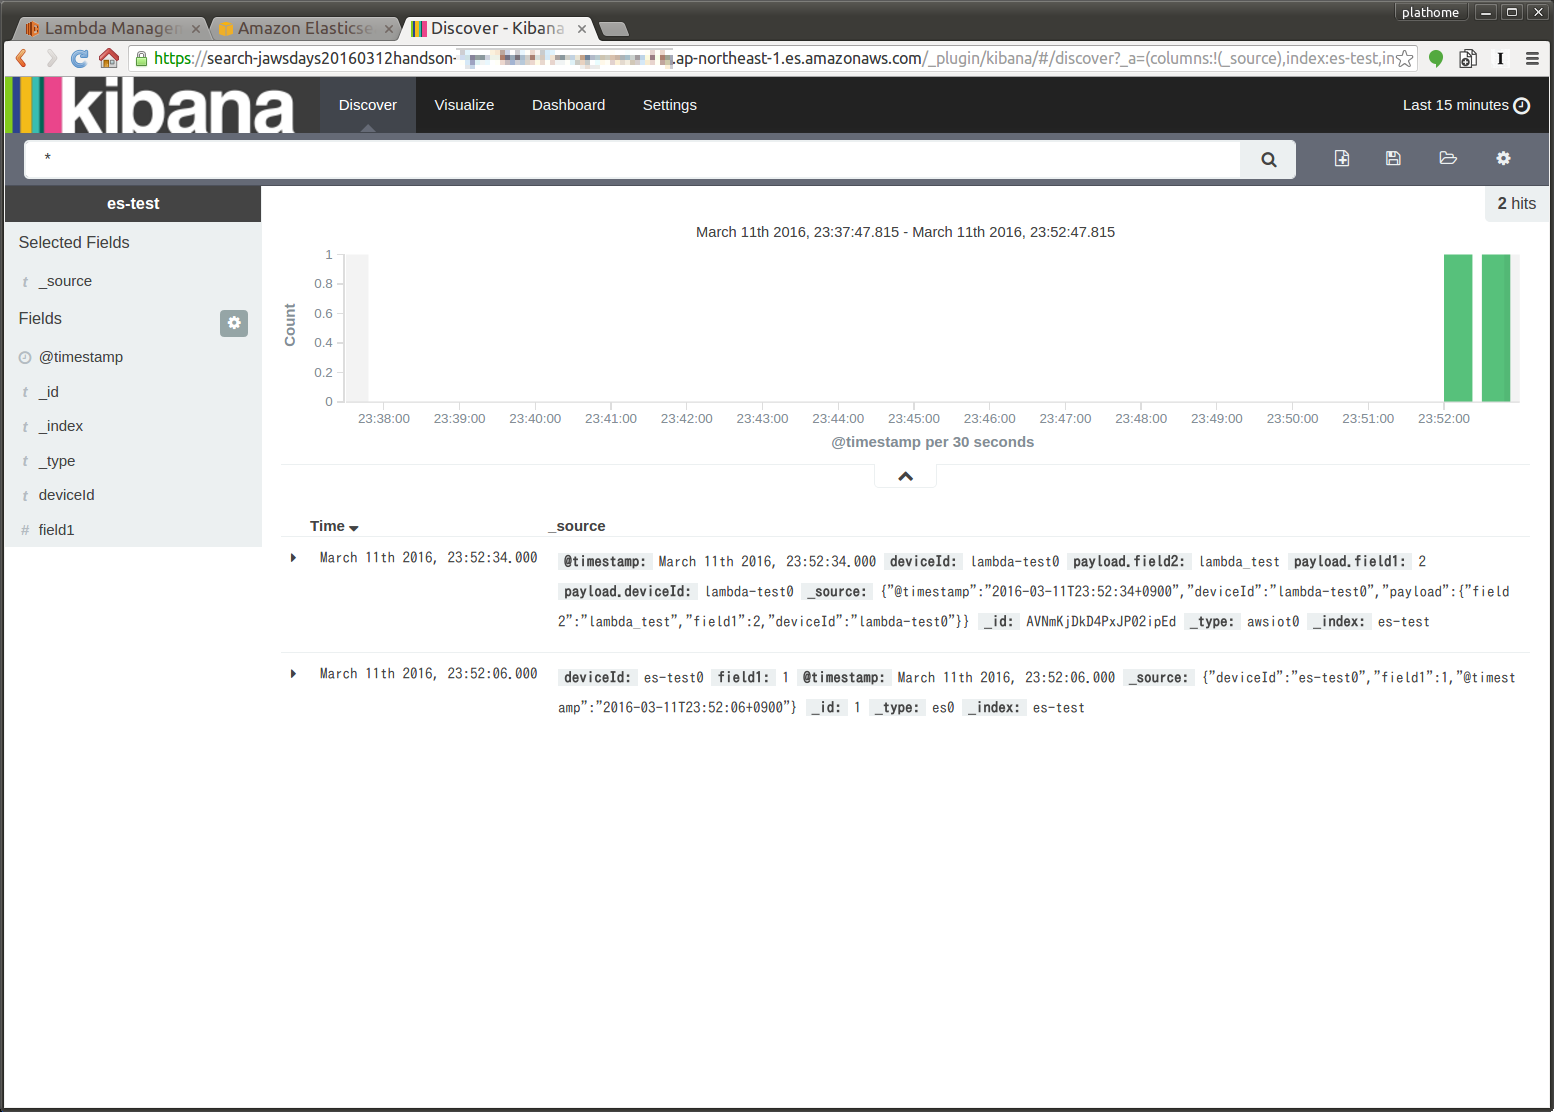 plathome
Lambda Managen
Amazon Elasticse
Discover - Kibana
https://search-jawsdays20160312handson-
.ap-northeast-1.es.amazonaws.com/_plugin/kibana/#/discover?_a=(columns:!(_source),index:es-test,in
kibana
Discover
Visualize
Dashboard
Settings
Last 15 minutes
*
es-test
2 hits
Selected Fields
t _source
Fields
@timestamp
t _id
t _index
t _type
t deviceId
# field1
March 11th 2016, 23:37:47.815 - March 11th 2016, 23:52:47.815
Count
1
0.8
0.6
0.4
0.2
0
23:38:00 23:39:00 23:40:00 23:41:00 23:42:00 23:43:00 23:44:00 23:45:00 23:46:00 23:47:00 23:48:00 23:49:00 23:50:00 23:51:00 23:52:00
@timestamp per 30 seconds
Time _source
March 11th 2016, 23:52:34.000 @timestamp: March 11th 2016, 23:52:34.000 deviceId: lambda-test0 payload.field2: lambda_test payload.field1: 2
payload.deviceId: lambda-test0 _source: {"@timestamp":"2016-03-11T23:52:34+0900","deviceId":"lambda-test0","payload":{"field
2":"lambda_test","field1":2,"deviceId":"lambda-test0"}} _id: AVNmKjDkD4PxJP02ipEd _type: awsiot0 _index: es-test
March 11th 2016, 23:52:06.000 deviceId: es-test0 field1: 1 @timestamp: March 11th 2016, 23:52:06.000 _source: {"deviceId":"es-test0","field1":1,"@timest
amp":"2016-03-11T23:52:06+0900"} _id: 1 _type: es0 _index: es-test